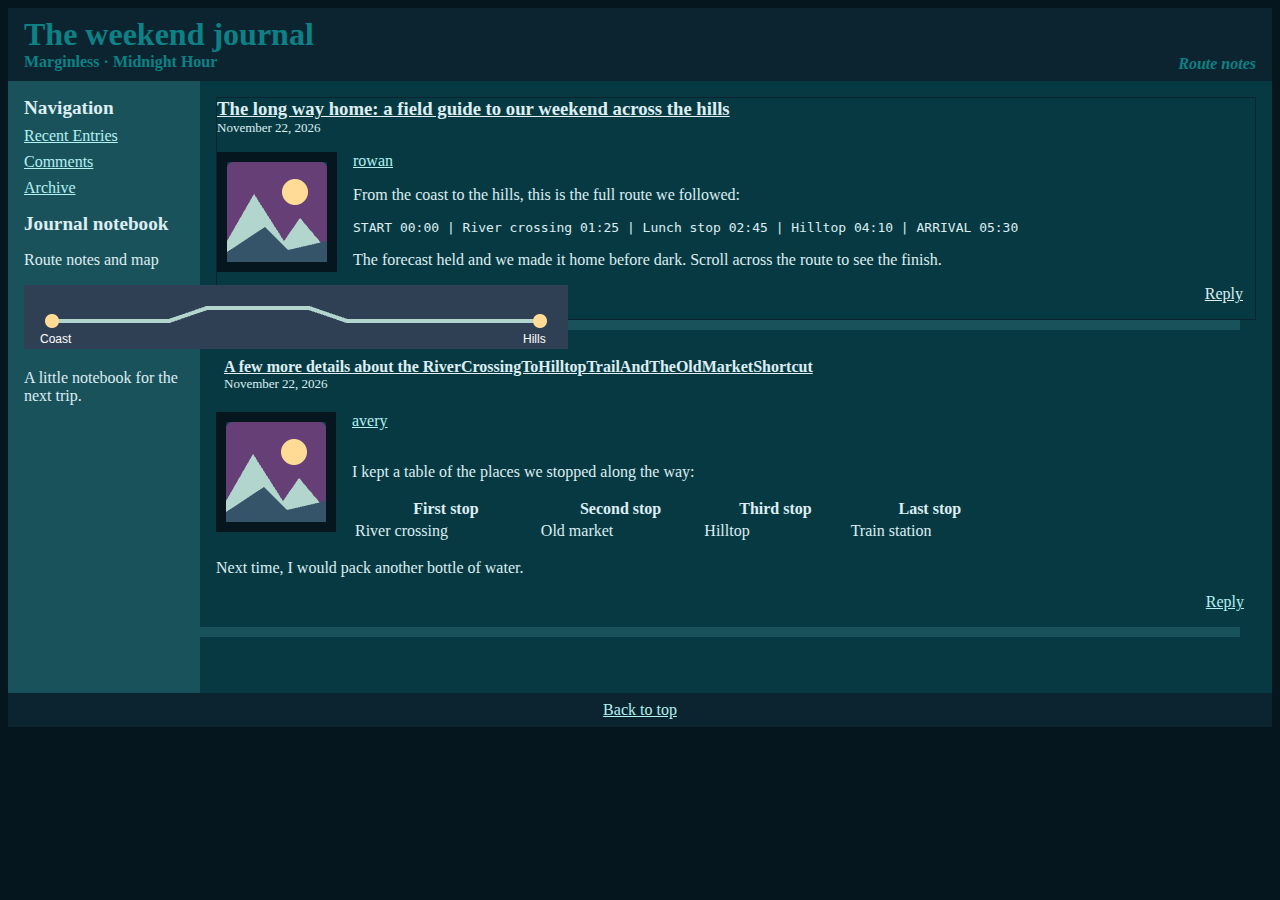 The weekend journal
Marginless · Midnight Hour
Route notes
Navigation
Recent Entries
Comments
Archive
Journal notebook
Route notes and map
Coast
Hills
A little notebook for the
next trip.
The long way home: a field guide to our weekend across the hills
November 22, 2026
rowan
From the coast to the hills, this is the full route we followed:
START 00:00 | River crossing 01:25 | Lunch stop 02:45 | Hilltop 04:10 | ARRIVAL 05:30
The forecast held and we made it home before dark. Scroll across the route to see the finish.
Reply
A few more details about the RiverCrossingToHilltopTrailAndTheOldMarketShortcut
November 22, 2026
avery
I kept a table of the places we stopped along the way:
First stop Second stop Third stop Last stop
River crossing Old market Hilltop Train station
Next time, I would pack another bottle of water.
Reply
Back to top